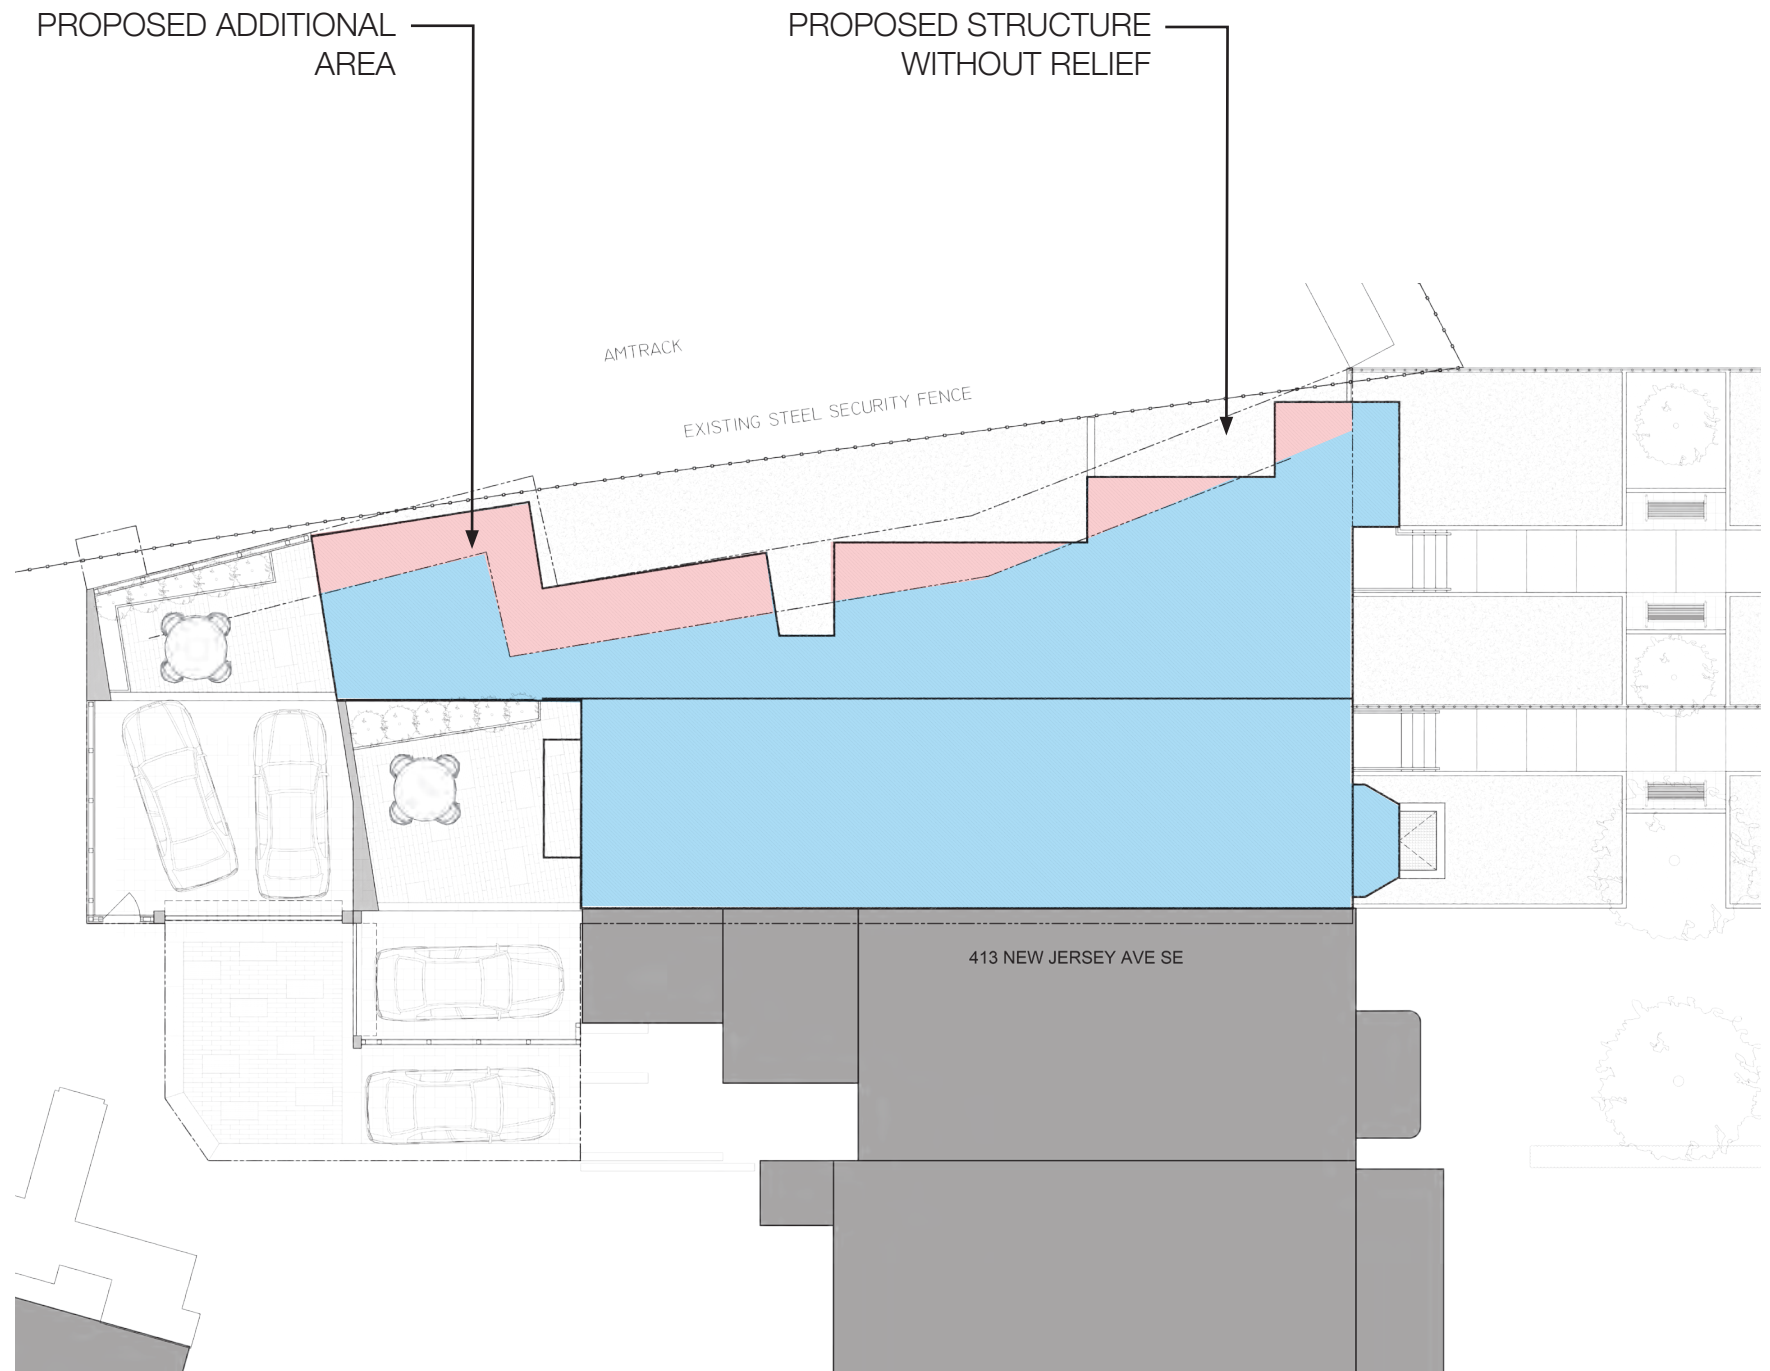 PROPOSED ADDITIONAL
AREA
PROPOSED STRUCTURE
WITHOUT RELIEF
AMTRACK
EXISTING STEEL SECURITY FENCE
413 NEW JERSEY AVE SE